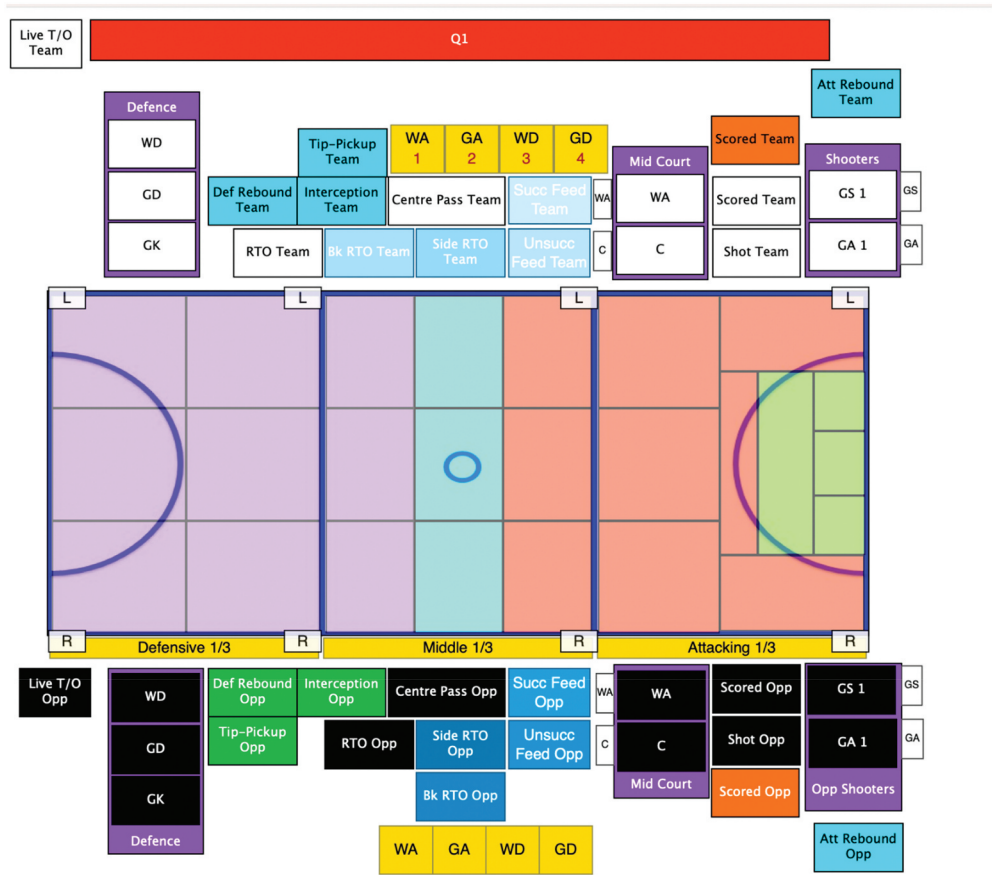 Live T/O
Team
Q1
Att Rebound
Team
Defence
WD
GD
GK
Tip-Pickup
Team
WA
1
GA
2
WD
3
GD
4
Scored Team
Mid Court
Shooters
Def Rebound
Team
Interception
Team
Centre Pass Team
Succ Feed
Team
WA
WA
Scored Team
GS 1
GS
RTO Team
Bk RTO Team
Side RTO
Team
Unsucc
Feed Team
C
C
Shot Team
GA 1
GA
L
L
L
L
R
Defensive 1/3
R
Middle 1/3
R
Attacking 1/3
R
Live T/O
Opp
WD
GD
GK
Defence
Def Rebound
Opp
Interception
Opp
Centre Pass Opp
Succ Feed
Opp
WA
WA
Scored Opp
GS 1
GS
Tip-Pickup
Opp
RTO Opp
Side RTO
Opp
Unsucc
Feed Opp
C
C
Shot Opp
GA 1
GA
Bk RTO Opp
Mid Court
Scored Opp
Opp Shooters
WA
GA
WD
GD
Att Rebound
Opp